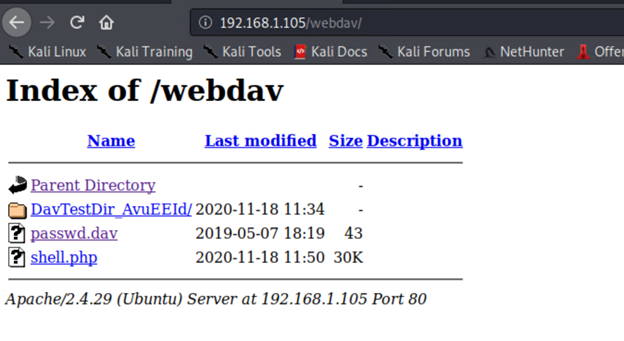 192.168.1.105/webdav/
Kali Linux Kali Training Kali Tools Kali Docs Kali Forums NetHunter Offen
Index of /webdav
Name Last modified Size Description
Parent Directory -
DavTestDir_AvuEEId/ 2020-11-18 11:34 -
passwd.dav 2019-05-07 18:19 43
shell.php 2020-11-18 11:50 30K
Apache/2.4.29 (Ubuntu) Server at 192.168.1.105 Port 80